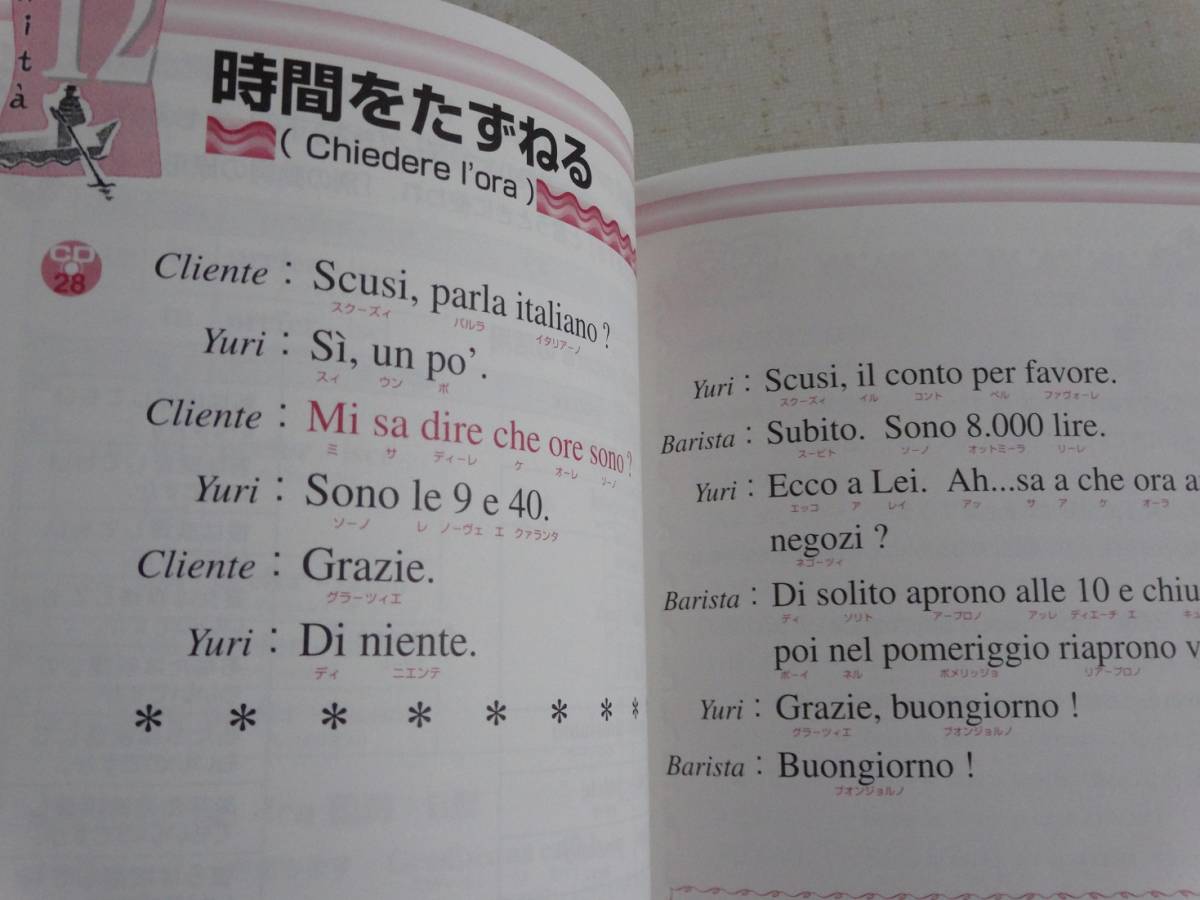 12
時間をたずねる
( Chiedere l'ora )
CD
28
Cliente : Scusi, parla italiano ?
スクーズィ パルラ イタリアーノ
Yuri : Sì, un po'.
スィ ウン ポ
Cliente : Mi sa dire che ore sono ?
ミ サ ディーレ ケ オーレ ソーノ
Yuri : Sono le 9 e 40.
ソーノ レ ノーヴェ エ クァランタ
Cliente : Grazie.
グラーツィエ
Yuri : Di niente.
ディ ニエンテ
* * * * * * * *
Yuri : Scusi, il conto per favore.
スクーズィ イル コント ペル ファヴォーレ
Barista : Subito. Sono 8.000 lire.
スービト ソーノ オットミーラ リーレ
Yuri : Ecco a Lei. Ah...sa a che ora a
エッコ ア レイ アッ サ ア ケ オーラ
negozi ?
ネゴーツィ
Barista : Di solito aprono alle 10 e chiu
ディ ソリト アープロノ アッレ ディエーチ エ
poi nel pomeriggio riaprono v
ポーイ ネル ポメリッジョ リアープロノ
Yuri : Grazie, buongiorno !
グラーツィエ ブオンジョルノ
Barista : Buongiorno !
ブオンジョルノ